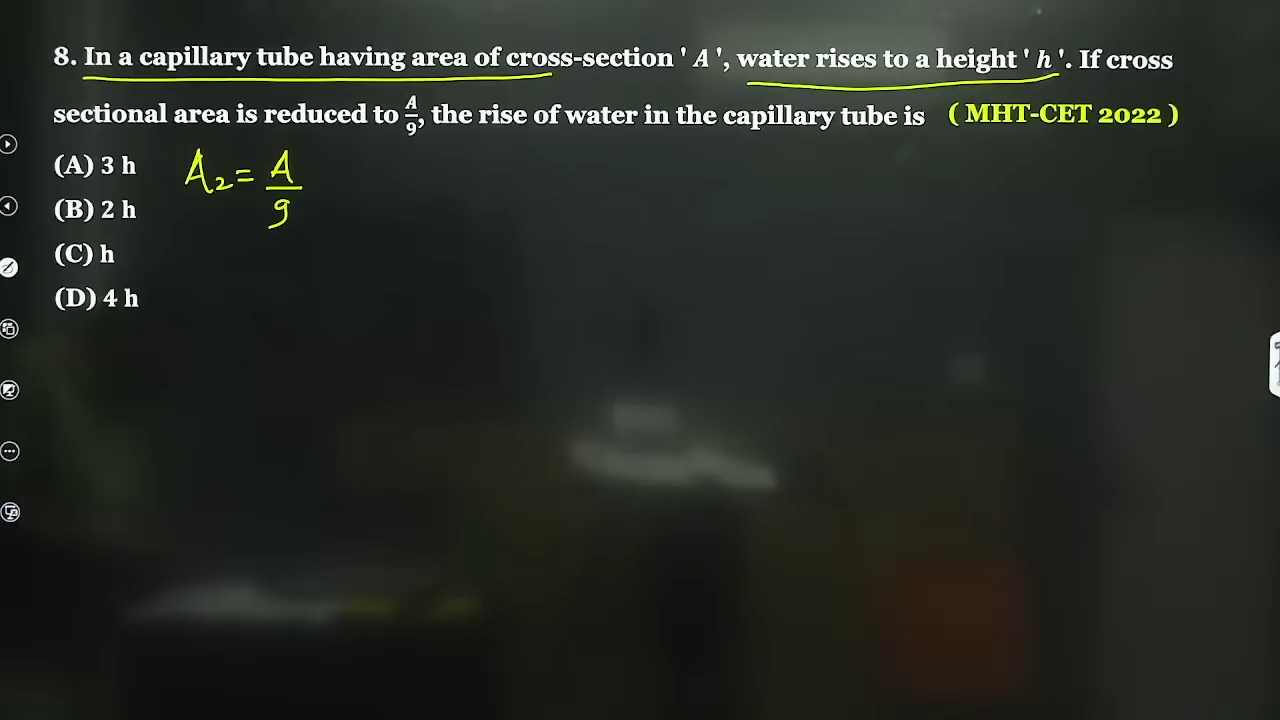 8. In a capillary tube having area of cross-section ' A ', water rises to a height ' h '. If cross
sectional area is reduced to A/9, the rise of water in the capillary tube is ( MHT-CET 2022 )
(A) 3 h
(B) 2 h
(C) h
(D) 4 h
A₂ = A/9